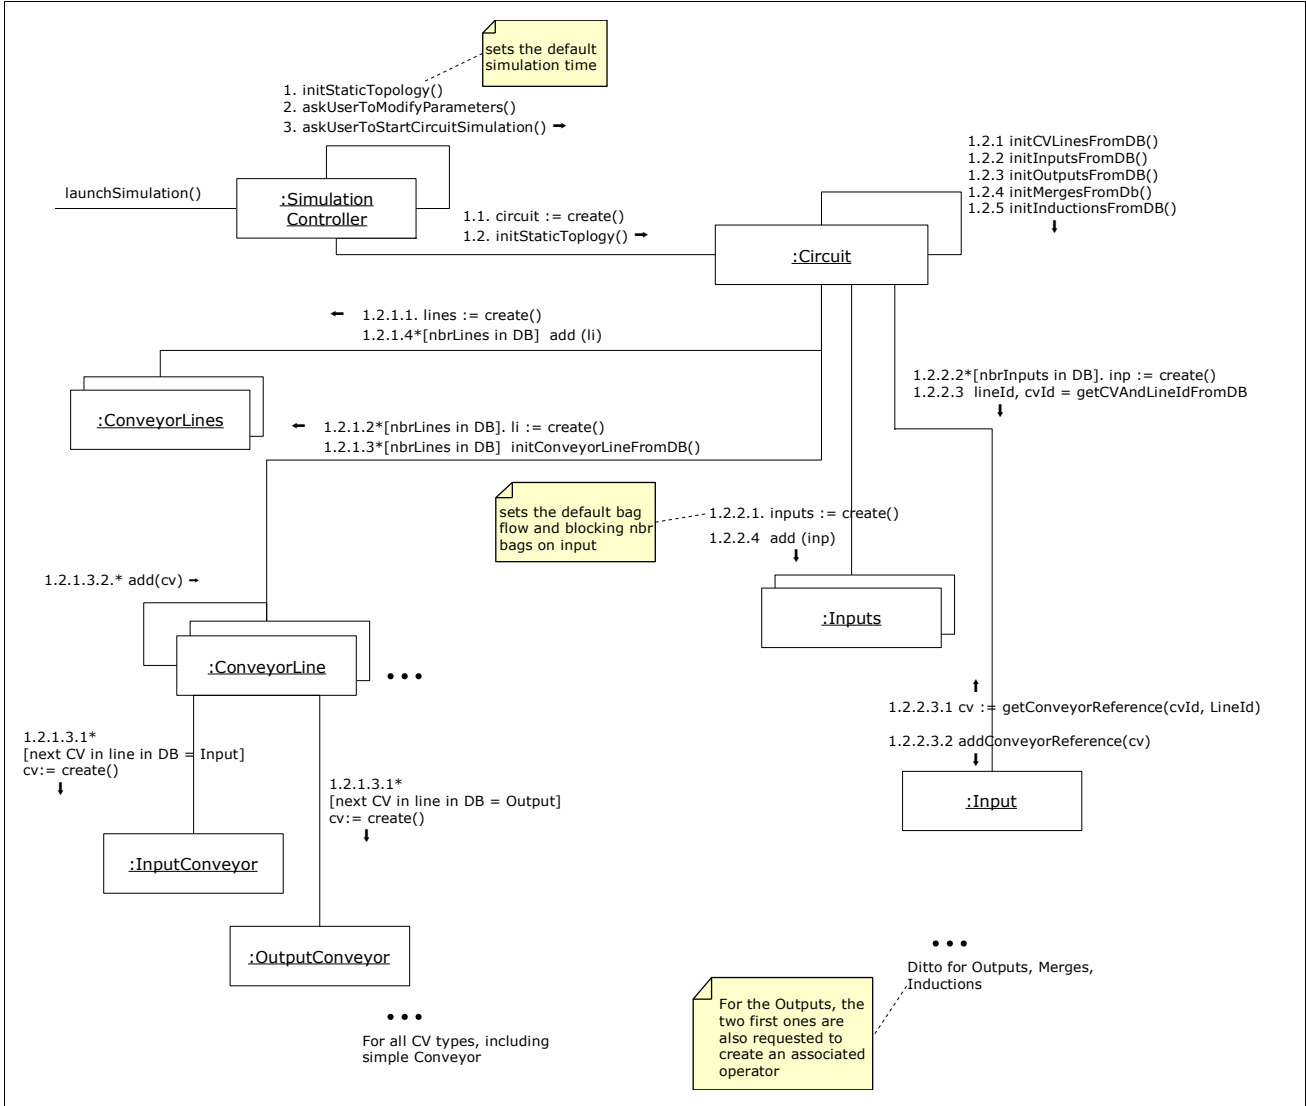 sets the default
simulation time
1. initStaticTopology()
2. askUserToModifyParameters()
3. askUserToStartCircuitSimulation()
launchSimulation()
:Simulation
Controller
1.1. circuit := create()
1.2. initStaticToplogy()
1.2.1 initCVLinesFromDB()
1.2.2 initInputsFromDB()
1.2.3 initOutputsFromDB()
1.2.4 initMergesFromDb()
1.2.5 initInductionsFromDB()
:Circuit
1.2.1.1. lines := create()
1.2.1.4*[nbrLines in DB]  add (li)
:ConveyorLines
1.2.1.2*[nbrLines in DB]. li := create()
1.2.1.3*[nbrLines in DB]  initConveyorLineFromDB()
1.2.2.2*[nbrInputs in DB]. inp := create()
1.2.2.3  lineId, cvId = getCVAndLineIdFromDB
sets the default bag
flow and blocking nbr
bags on input
1.2.2.1. inputs := create()
1.2.2.4  add (inp)
:Inputs
1.2.1.3.2.* add(cv)
:ConveyorLine
1.2.1.3.1*
[next CV in line in DB = Input]
cv:= create()
1.2.1.3.1*
[next CV in line in DB = Output]
cv:= create()
:InputConveyor
:OutputConveyor
For all CV types, including
simple Conveyor
1.2.2.3.1 cv := getConveyorReference(cvId, LineId)
1.2.2.3.2 addConveyorReference(cv)
:Input
Ditto for Outputs, Merges,
Inductions
For the Outputs, the
two first ones are
also requested to
create an associated
operator